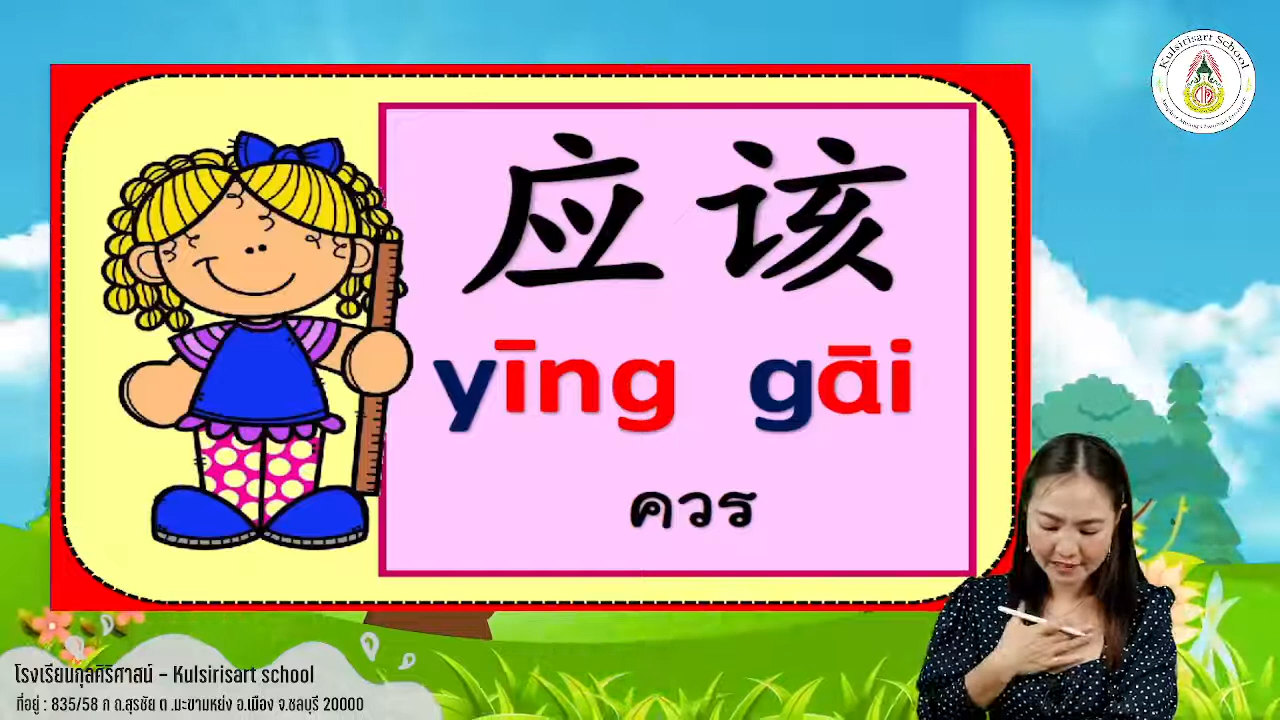 Kulsirisart School
应该
yīng gāi
ควร
โรงเรียนกุลศิริศาสน์ - Kulsirisart school
ที่อยู่ : 835/58 ก ถ.สุรชัย ต .มะขามหย่ง อ.เมือง จ.ชลบุรี 20000